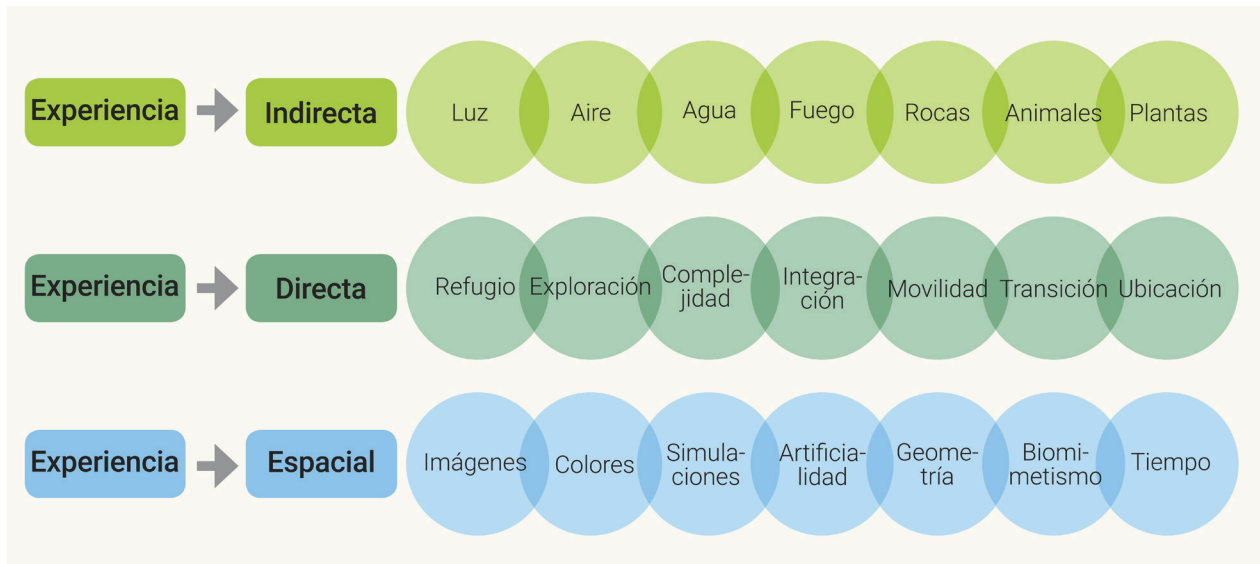 Experiencia Indirecta Luz Aire Agua Fuego Rocas Animales Plantas
Experiencia Directa Refugio Exploración Comple-
jidad Integra-
ción Movilidad Transición Ubicación
Experiencia Espacial Imágenes Colores Simula-
ciones Artificia-
lidad Geome-
tría Biomi-
metismo Tiempo